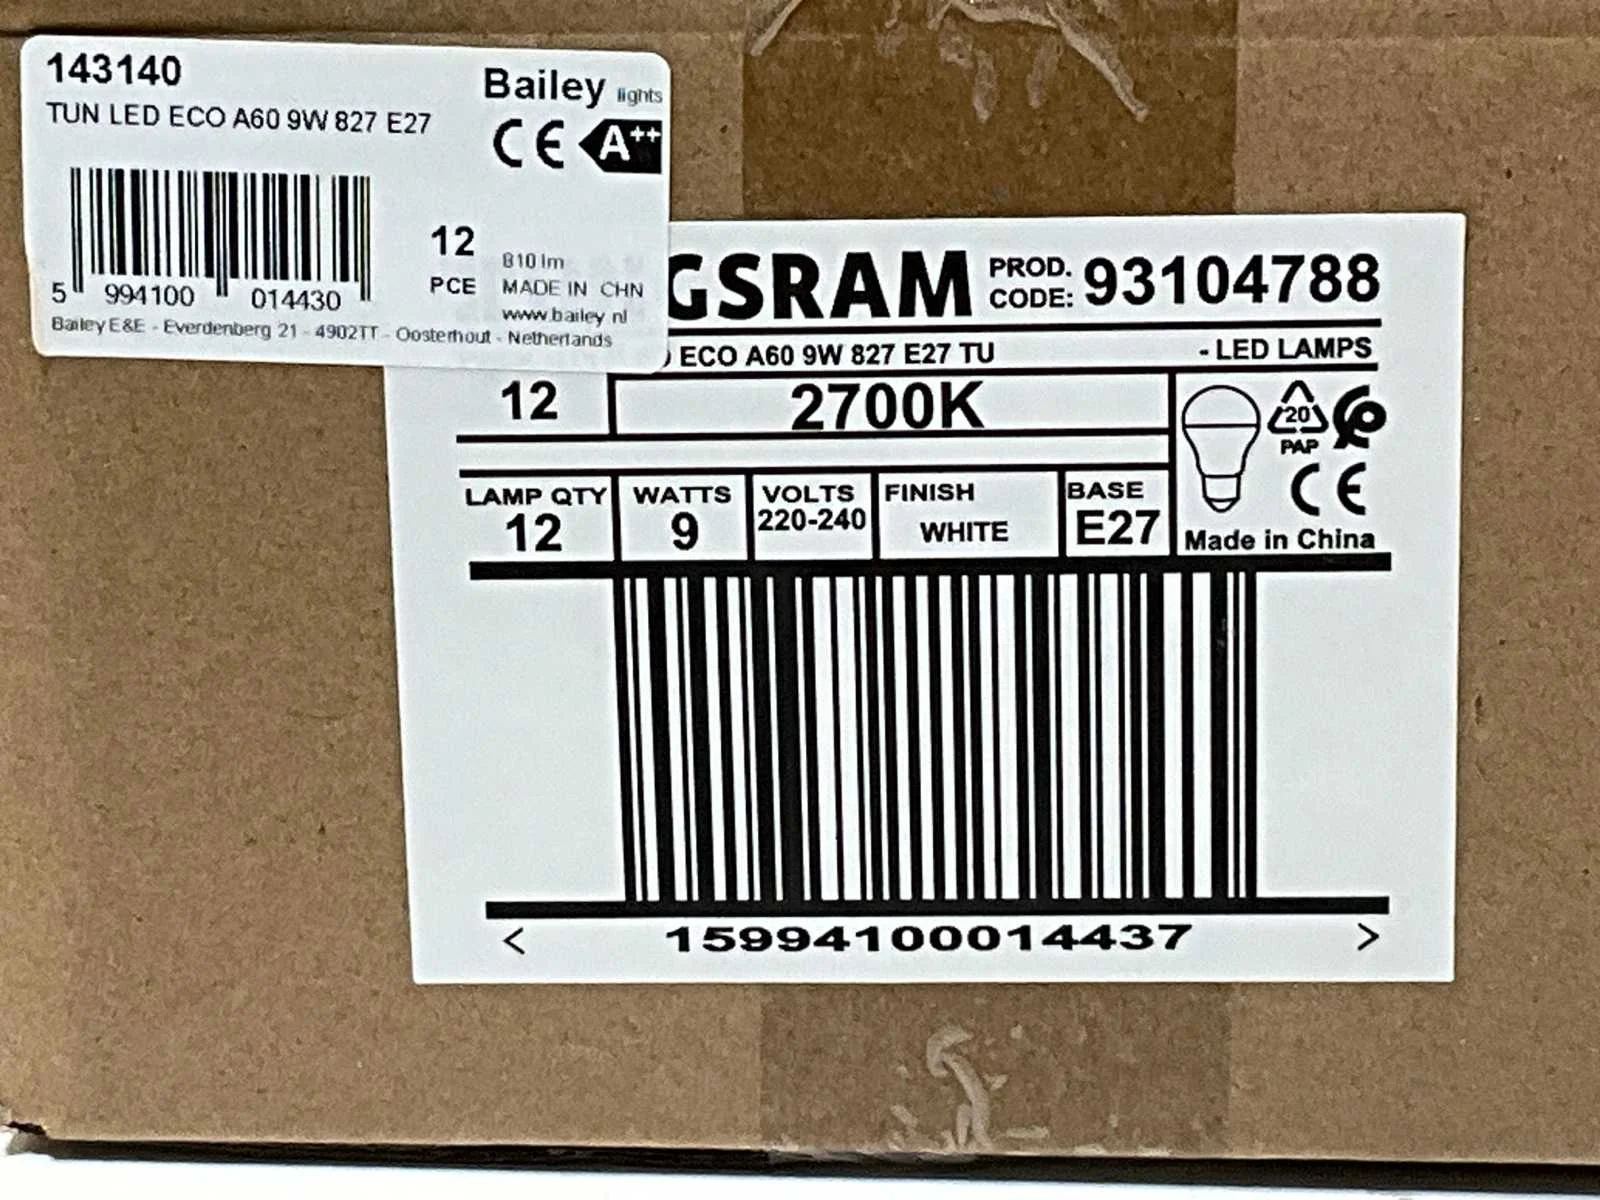 143140
TUN LED ECO A60 9W 827 E27
Bailey lights
CE A++
12
PCE
810 lm
MADE IN CHN
www.bailey.nl
5 994100 014430
Bailey E&E - Everdenberg 21 - 4902TT - Oosterhout - Netherlands
GSRAM
PROD.
CODE: 93104788
ECO A60 9W 827 E27 TU - LED LAMPS
12 2700K
20
PAP
CE
LAMP QTY WATTS VOLTS FINISH BASE
12 9 220-240 WHITE E27
Made in China
< 15994100014437 >